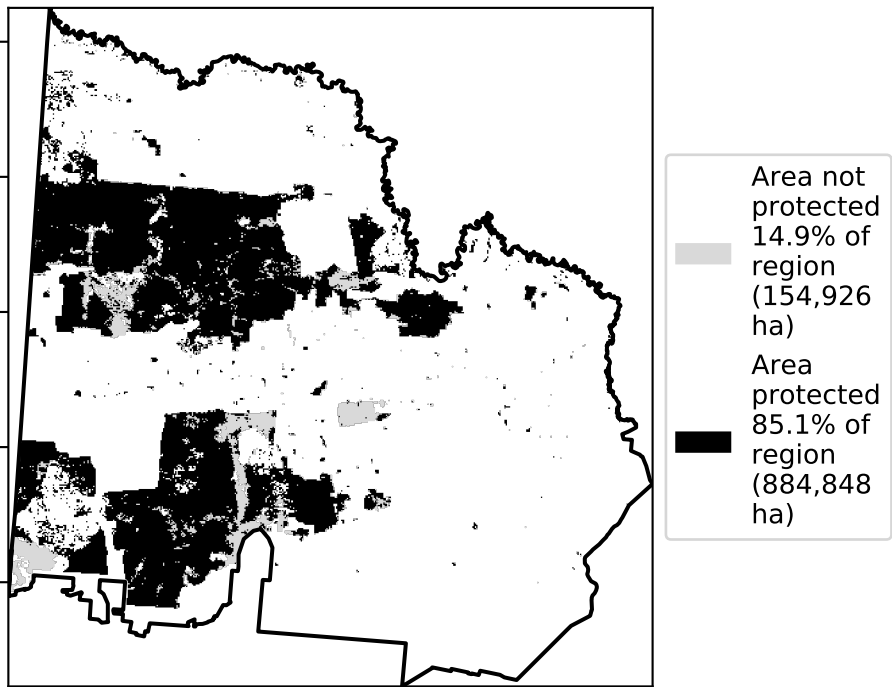 Area not
protected
14.9% of
region
(154,926
ha)
Area
protected
85.1% of
region
(884,848
ha)